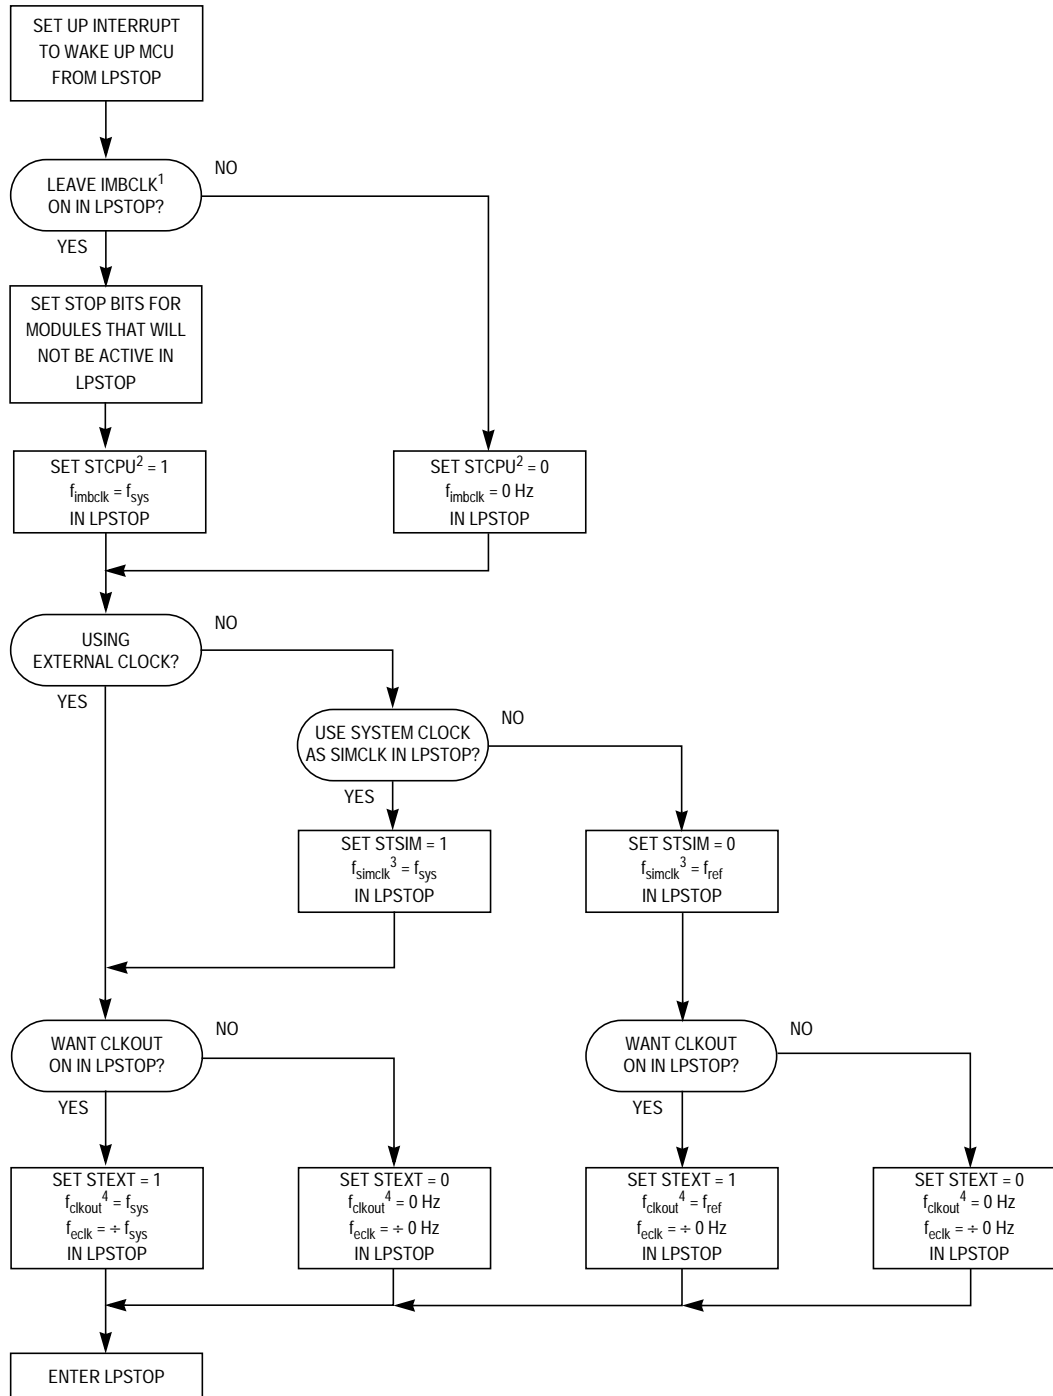 SET UP INTERRUPT
TO WAKE UP MCU
FROM LPSTOP
LEAVE IMBCLK¹
ON IN LPSTOP?
NO
YES
SET STOP BITS FOR
MODULES THAT WILL
NOT BE ACTIVE IN
LPSTOP
SET STCPU² = 1
fimbclk = fsys
IN LPSTOP
SET STCPU² = 0
fimbclk = 0 Hz
IN LPSTOP
USING
EXTERNAL CLOCK?
NO
YES
USE SYSTEM CLOCK
AS SIMCLK IN LPSTOP?
NO
YES
SET STSIM = 1
fsimclk³ = fsys
IN LPSTOP
SET STSIM = 0
fsimclk³ = fref
IN LPSTOP
WANT CLKOUT
ON IN LPSTOP?
NO
YES
WANT CLKOUT
ON IN LPSTOP?
NO
YES
SET STEXT = 1
fclkout⁴ = fsys
feclk = ÷ fsys
IN LPSTOP
SET STEXT = 0
fclkout⁴ = 0 Hz
feclk = ÷ 0 Hz
IN LPSTOP
SET STEXT = 1
fclkout⁴ = fref
feclk = ÷ 0 Hz
IN LPSTOP
SET STEXT = 0
fclkout⁴ = 0 Hz
feclk = ÷ 0 Hz
IN LPSTOP
ENTER LPSTOP